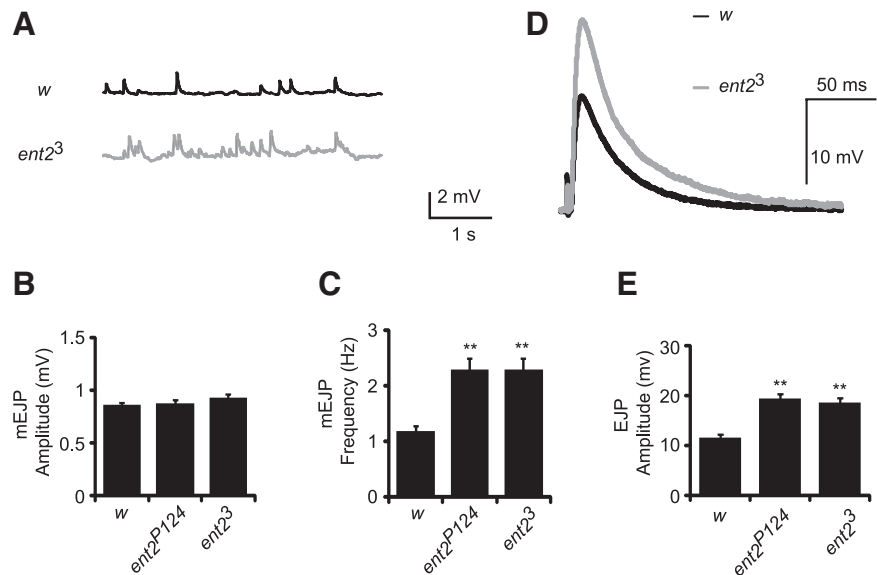 A
w
ent2³
2 mV
1 s
D
w
ent2³
50 ms
10 mV
B
mEJP
Amplitude (mV)
1.5
1
0.5
0
w
ent2ᴾ¹²⁴
ent2³
C
mEJP
Frequency (Hz)
3
2
1
0
**
**
w
ent2ᴾ¹²⁴
ent2³
E
EJP
Amplitude (mv)
30
20
10
0
**
**
w
ent2ᴾ¹²⁴
ent2³